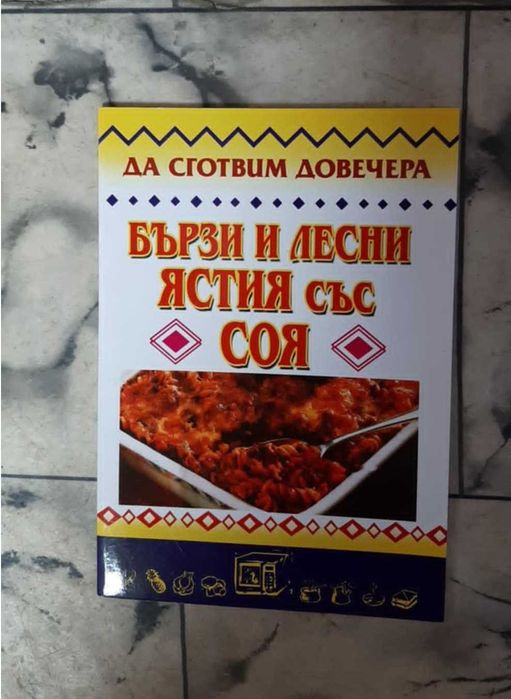 ДА СГОТВИМ ДОВЕЧЕРА
БЪРЗИ И ЛЕСНИ
ЯСТИЯ СЪС
СОЯ